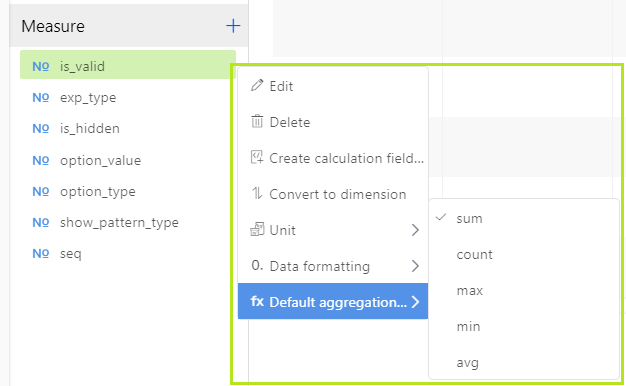 Measure +
Nº is_valid
Nº exp_type
Nº is_hidden
Nº option_value
Nº option_type
Nº show_pattern_type
Nº seq
Edit
Delete
Create calculation field...
Convert to dimension
Unit
0. Data formatting
fx Default aggregation...
sum
count
max
min
avg